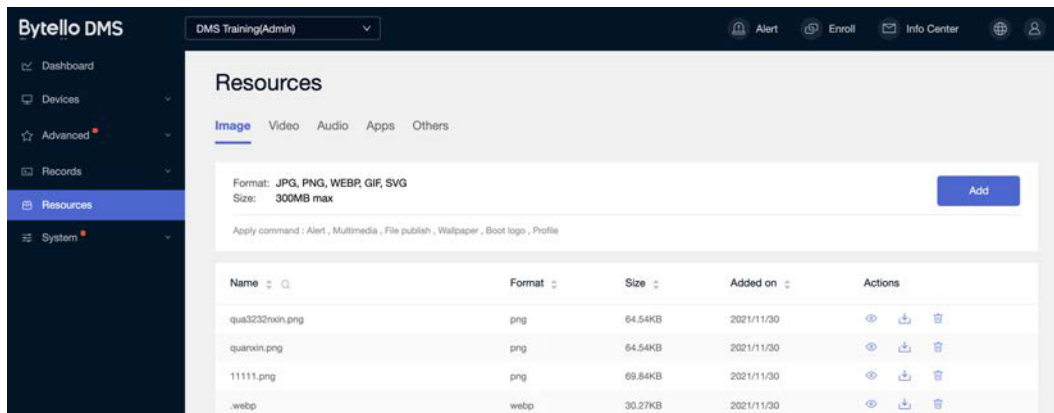 Bytello DMS
DMS Training(Admin)
Alert
Enroll
Info Center
Dashboard
Devices
Advanced
Records
Resources
System
Resources
Image Video Audio Apps Others
Format: JPG, PNG, WEBP, GIF, SVG
Size: 300MB max
Add
Apply command : Alert , Multimedia , File publish , Wallpaper , Boot logo , Profile
Name Format Size Added on Actions
qua3232nxin.png png 64.54KB 2021/11/30
quanxin.png png 64.54KB 2021/11/30
11111.png png 69.84KB 2021/11/30
.webp webp 30.27KB 2021/11/30